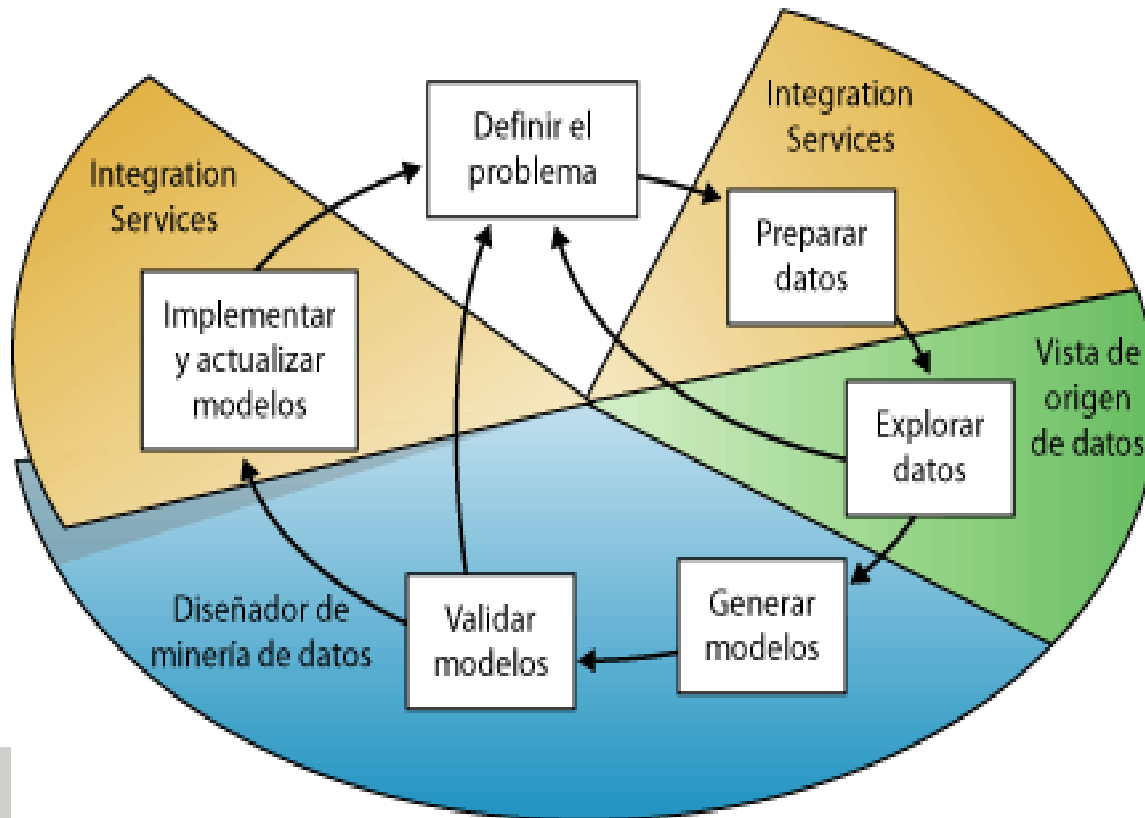 Definir el
problema
Integration
Services
Preparar
datos
Vista de
origen
de datos
Explorar
datos
Generar
modelos
Validar
modelos
Diseñador de
minería de datos
Implementar
y actualizar
modelos
Integration
Services